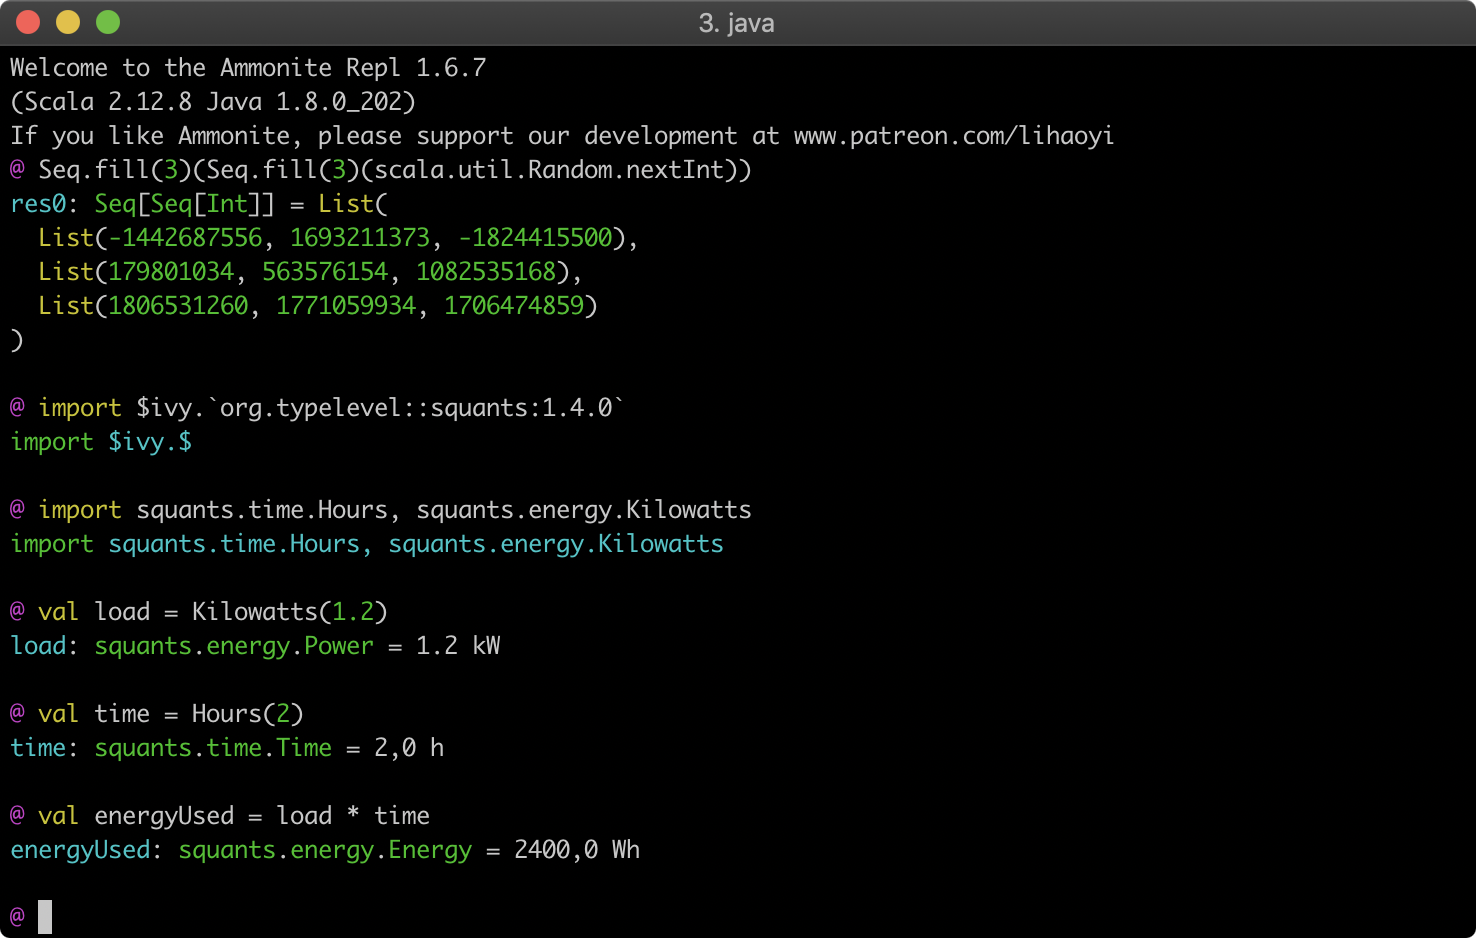 3. java
Welcome to the Ammonite Repl 1.6.7
(Scala 2.12.8 Java 1.8.0_202)
If you like Ammonite, please support our development at www.patreon.com/lihaoyi
@ Seq.fill(3)(Seq.fill(3)(scala.util.Random.nextInt))
res0: Seq[Seq[Int]] = List(
  List(-1442687556, 1693211373, -1824415500),
  List(179801034, 563576154, 1082535168),
  List(1806531260, 1771059934, 1706474859)
)
@ import $ivy.`org.typelevel::squants:1.4.0`
import $ivy.$
@ import squants.time.Hours, squants.energy.Kilowatts
import squants.time.Hours, squants.energy.Kilowatts
@ val load = Kilowatts(1.2)
load: squants.energy.Power = 1.2 kW
@ val time = Hours(2)
time: squants.time.Time = 2,0 h
@ val energyUsed = load * time
energyUsed: squants.energy.Energy = 2400,0 Wh
@